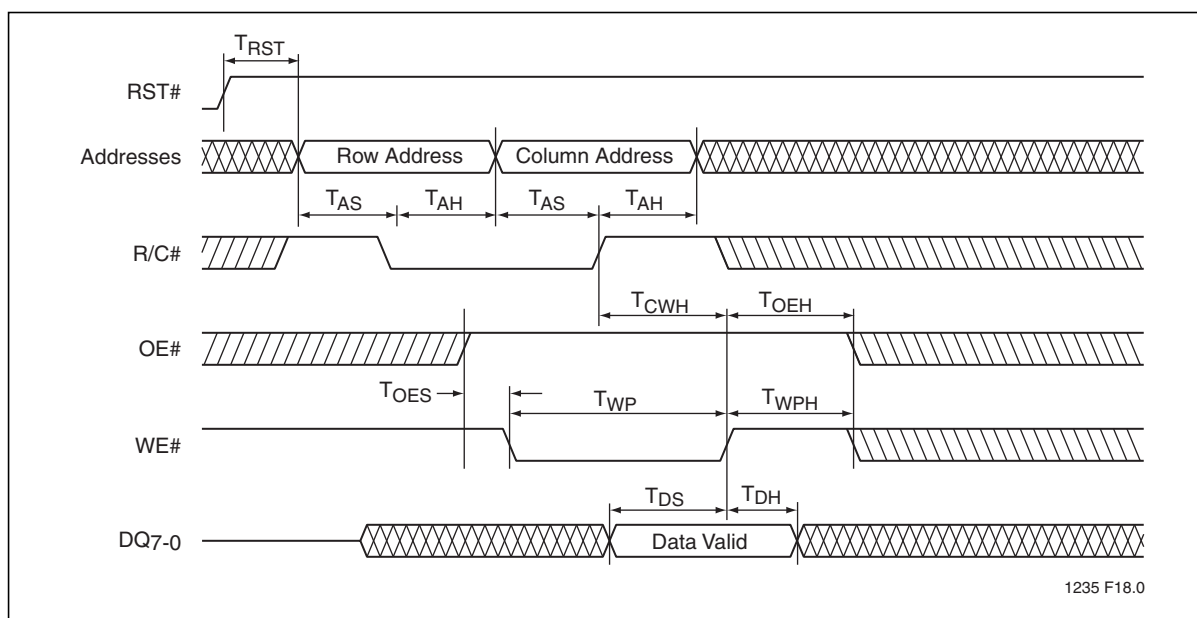 TRST
RST#
Addresses
Row Address
Column Address
TAS
TAH
TAS
TAH
R/C#
TCWH
TOEH
OE#
TOES
TWP
TWPH
WE#
TDS
TDH
DQ7-0
Data Valid
1235 F18.0